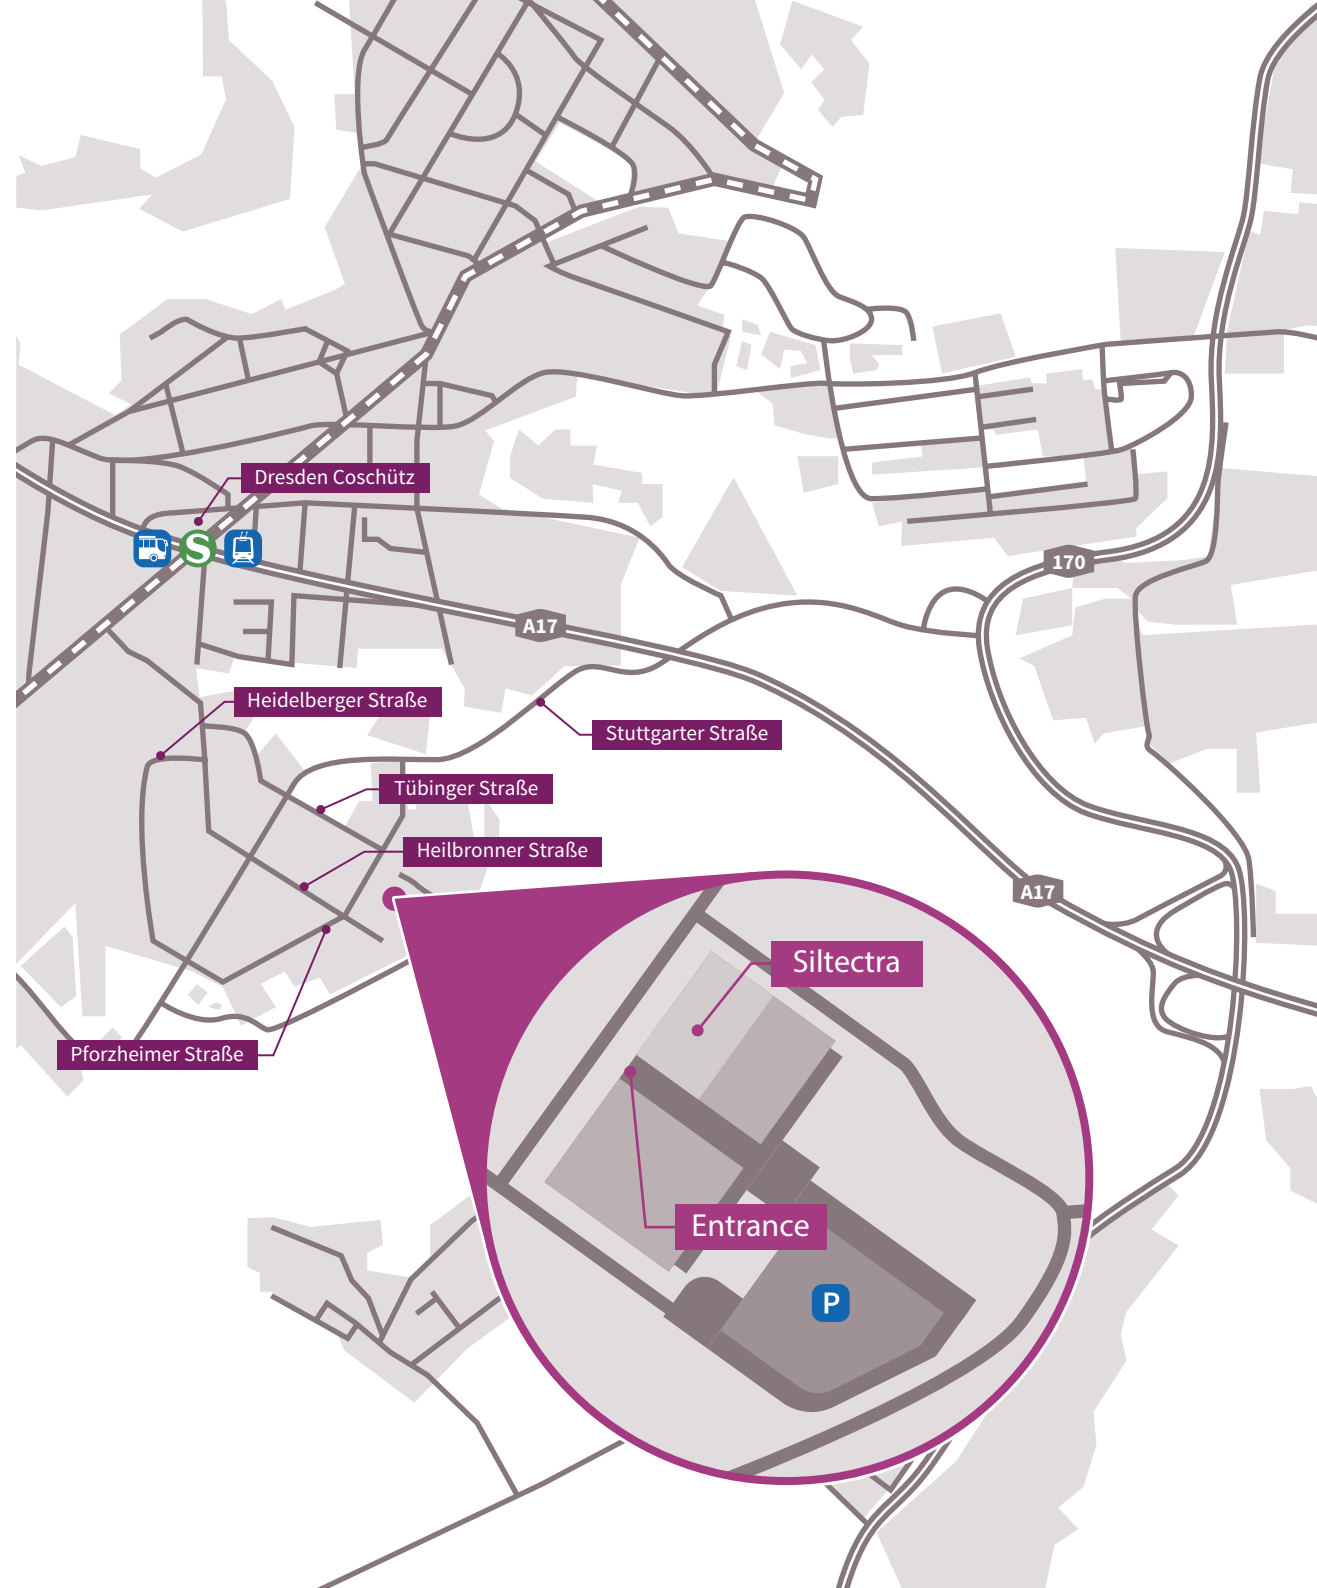 Dresden Coschütz
S
170
A17
Heidelberger Straße
Stuttgarter Straße
Tübinger Straße
Heilbronner Straße
A17
Siltectra
Pforzheimer Straße
Entrance
P